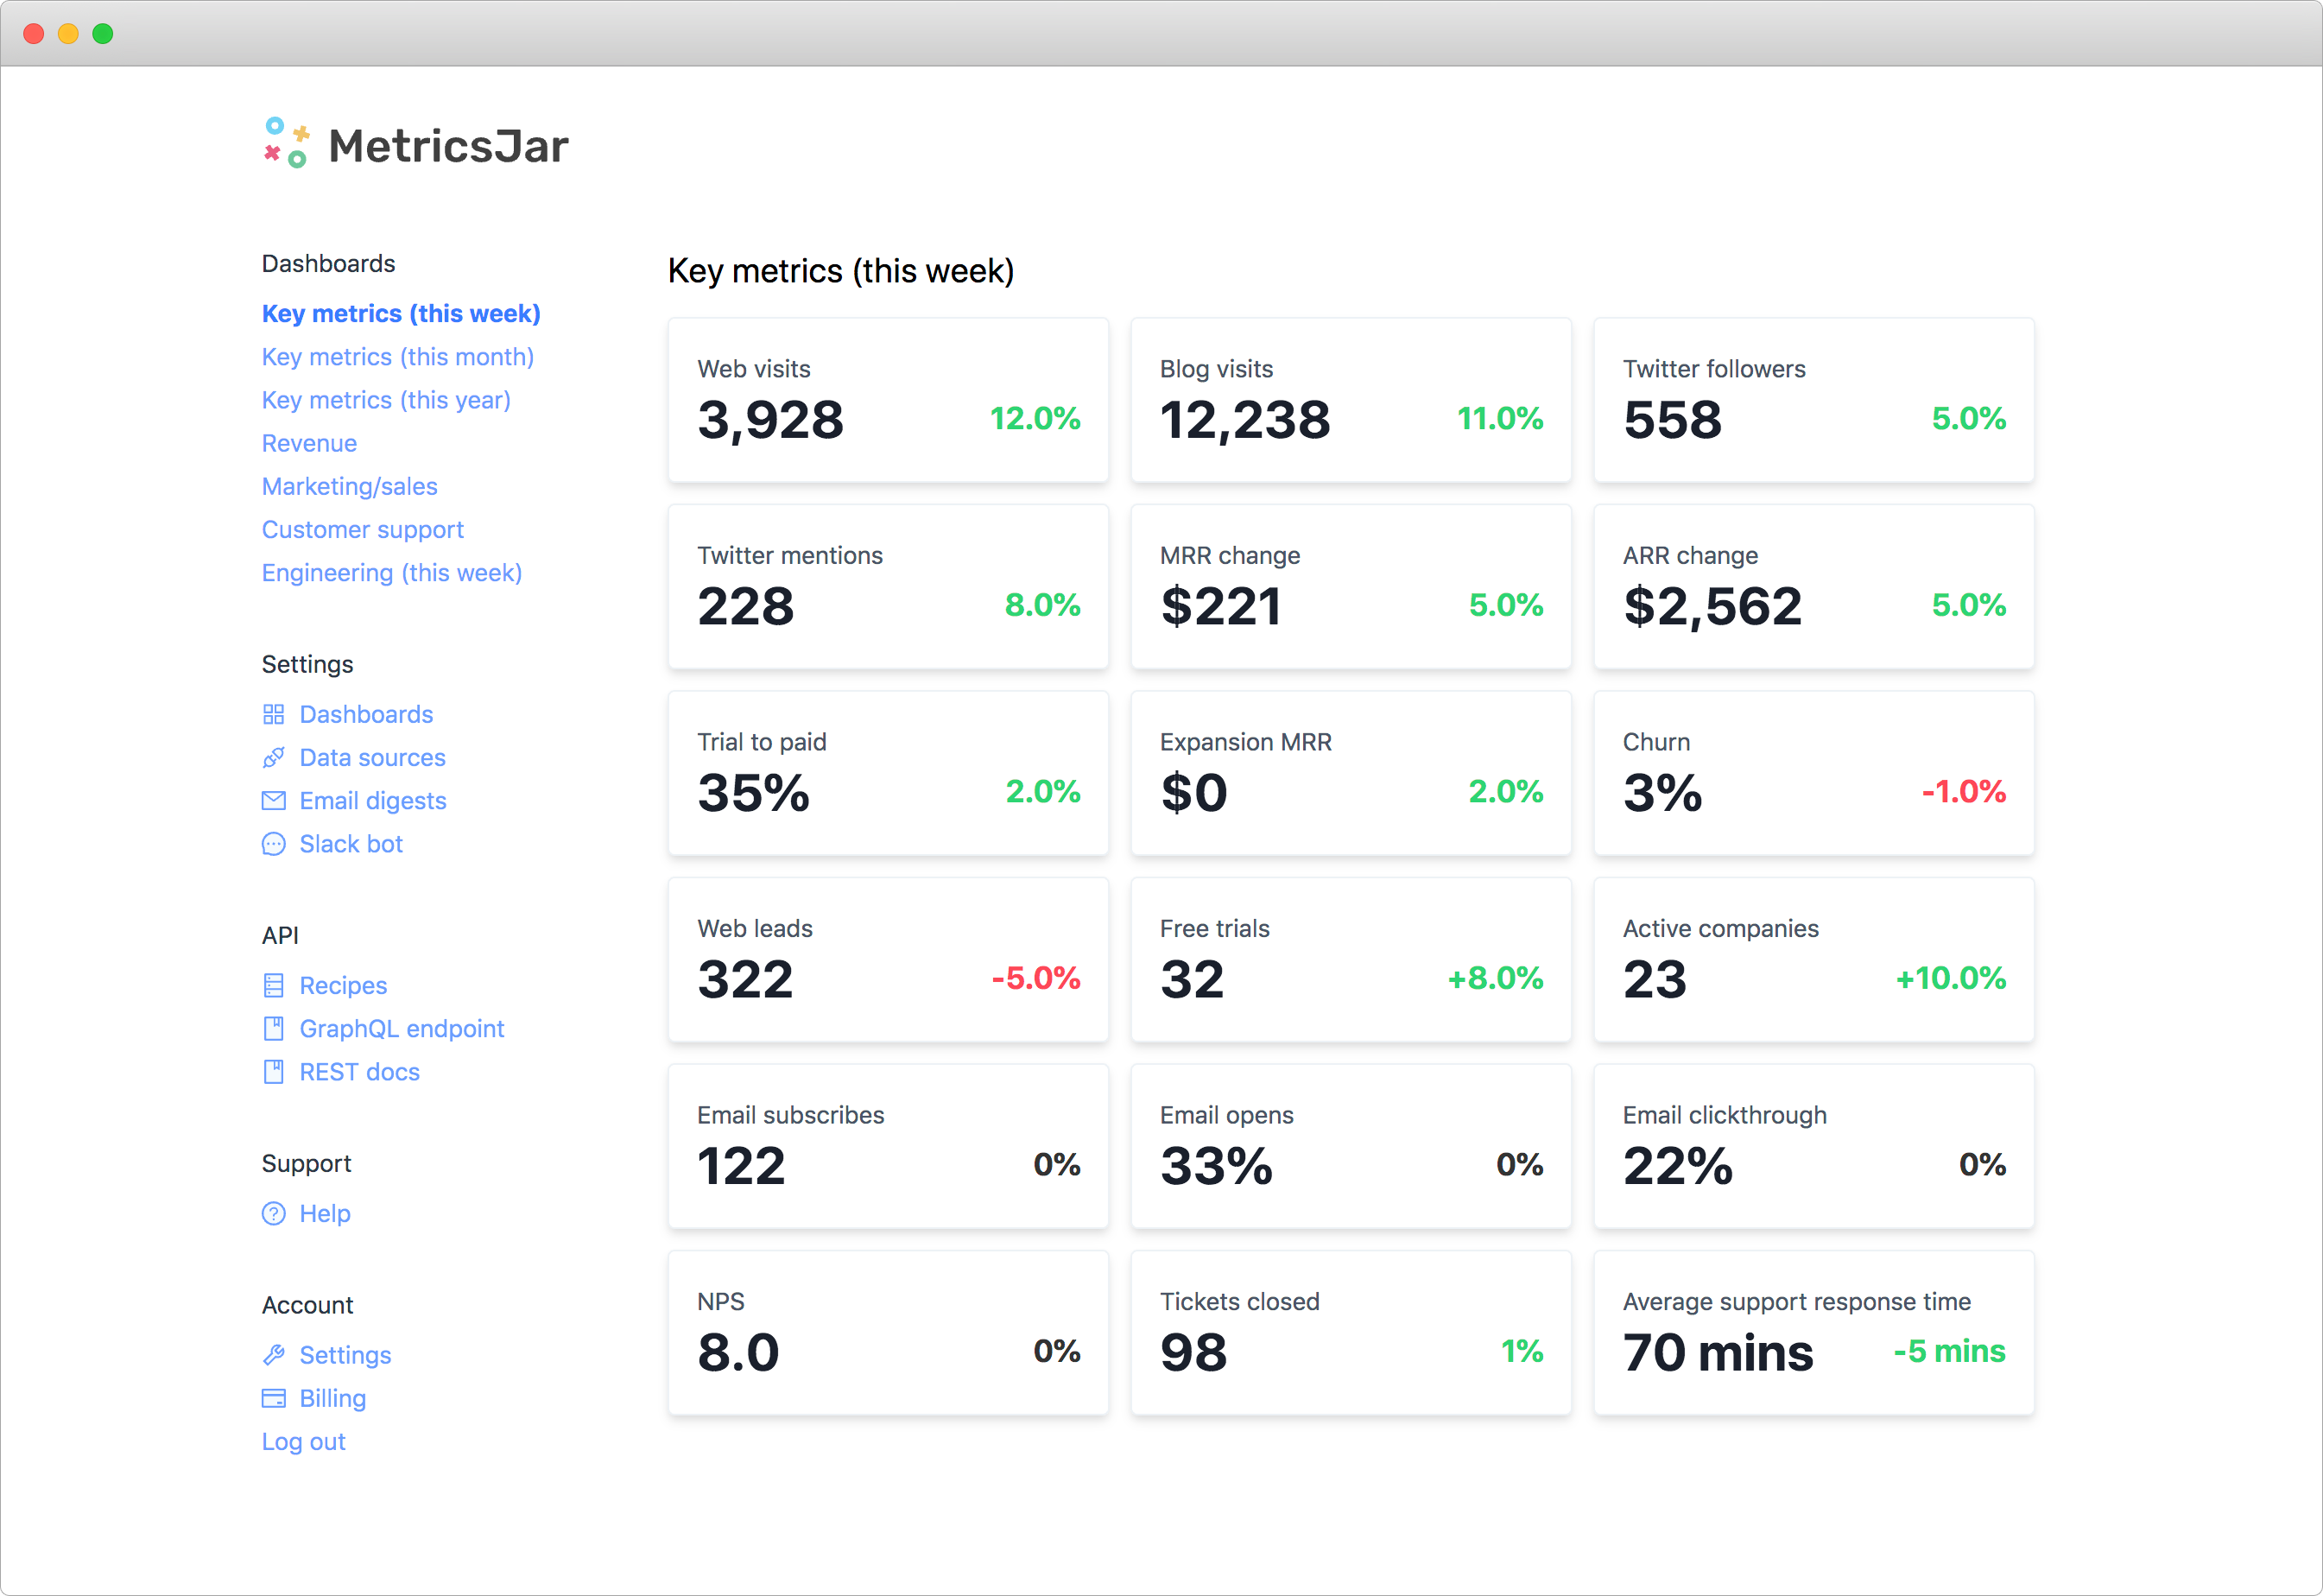 MetricsJar
Dashboards
Key metrics (this week)
Key metrics (this month)
Key metrics (this year)
Revenue
Marketing/sales
Customer support
Engineering (this week)
Settings
Dashboards
Data sources
Email digests
Slack bot
API
Recipes
GraphQL endpoint
REST docs
Support
Help
Account
Settings
Billing
Log out
Key metrics (this week)
Web visits
3,928 12.0%
Blog visits
12,238 11.0%
Twitter followers
558 5.0%
Twitter mentions
228 8.0%
MRR change
$221 5.0%
ARR change
$2,562 5.0%
Trial to paid
35% 2.0%
Expansion MRR
$0 2.0%
Churn
3% -1.0%
Web leads
322 -5.0%
Free trials
32 +8.0%
Active companies
23 +10.0%
Email subscribes
122 0%
Email opens
33% 0%
Email clickthrough
22% 0%
NPS
8.0 0%
Tickets closed
98 1%
Average support response time
70 mins -5 mins